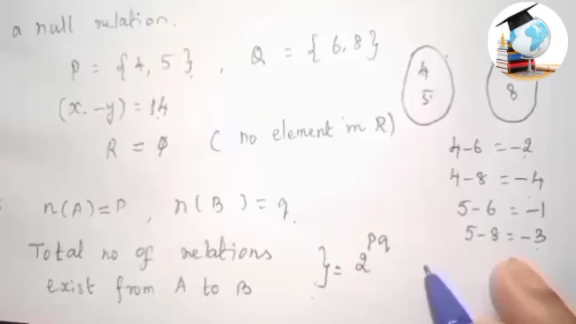 a null relation.
P = {4, 5} , Q = {6, 8}
(x - y) = 14
R = φ ( no element in R)
4
5
8
4 - 6 = -2
4 - 8 = -4
5 - 6 = -1
5 - 8 = -3
n(A) = P , n(B) = q.
Total no of relations
exist from A to B } = 2^pq